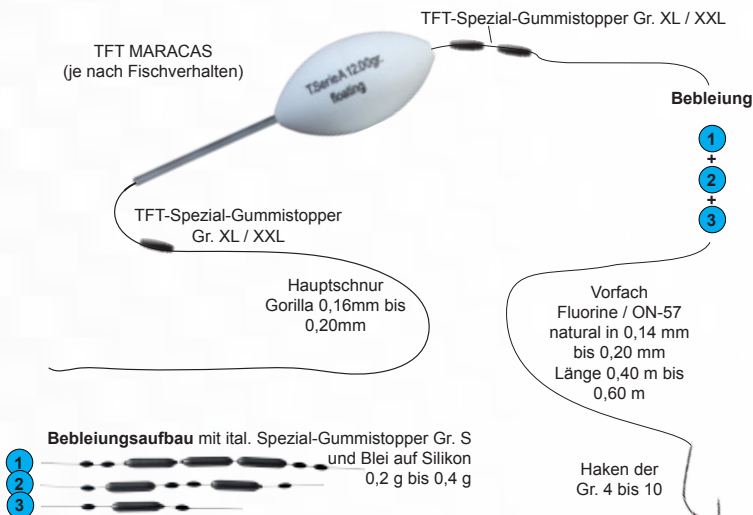 TFT-Spezial-Gummistopper Gr. XL / XXL
TFT MARACAS
(je nach Fischverhalten)
T.SerieA 12.00gr.
floating
Bebleiung
1
+
2
+
3
TFT-Spezial-Gummistopper
Gr. XL / XXL
Hauptschnur
Gorilla 0,16mm bis
0,20mm
Vorfach
Fluorine / ON-57
natural in 0,14 mm
bis 0,20 mm
Länge 0,40 m bis
0,60 m
Bebleiungsaufbau mit ital. Spezial-Gummistopper Gr. S
und Blei auf Silikon
0,2 g bis 0,4 g
1
2
3
Haken der
Gr. 4 bis 10